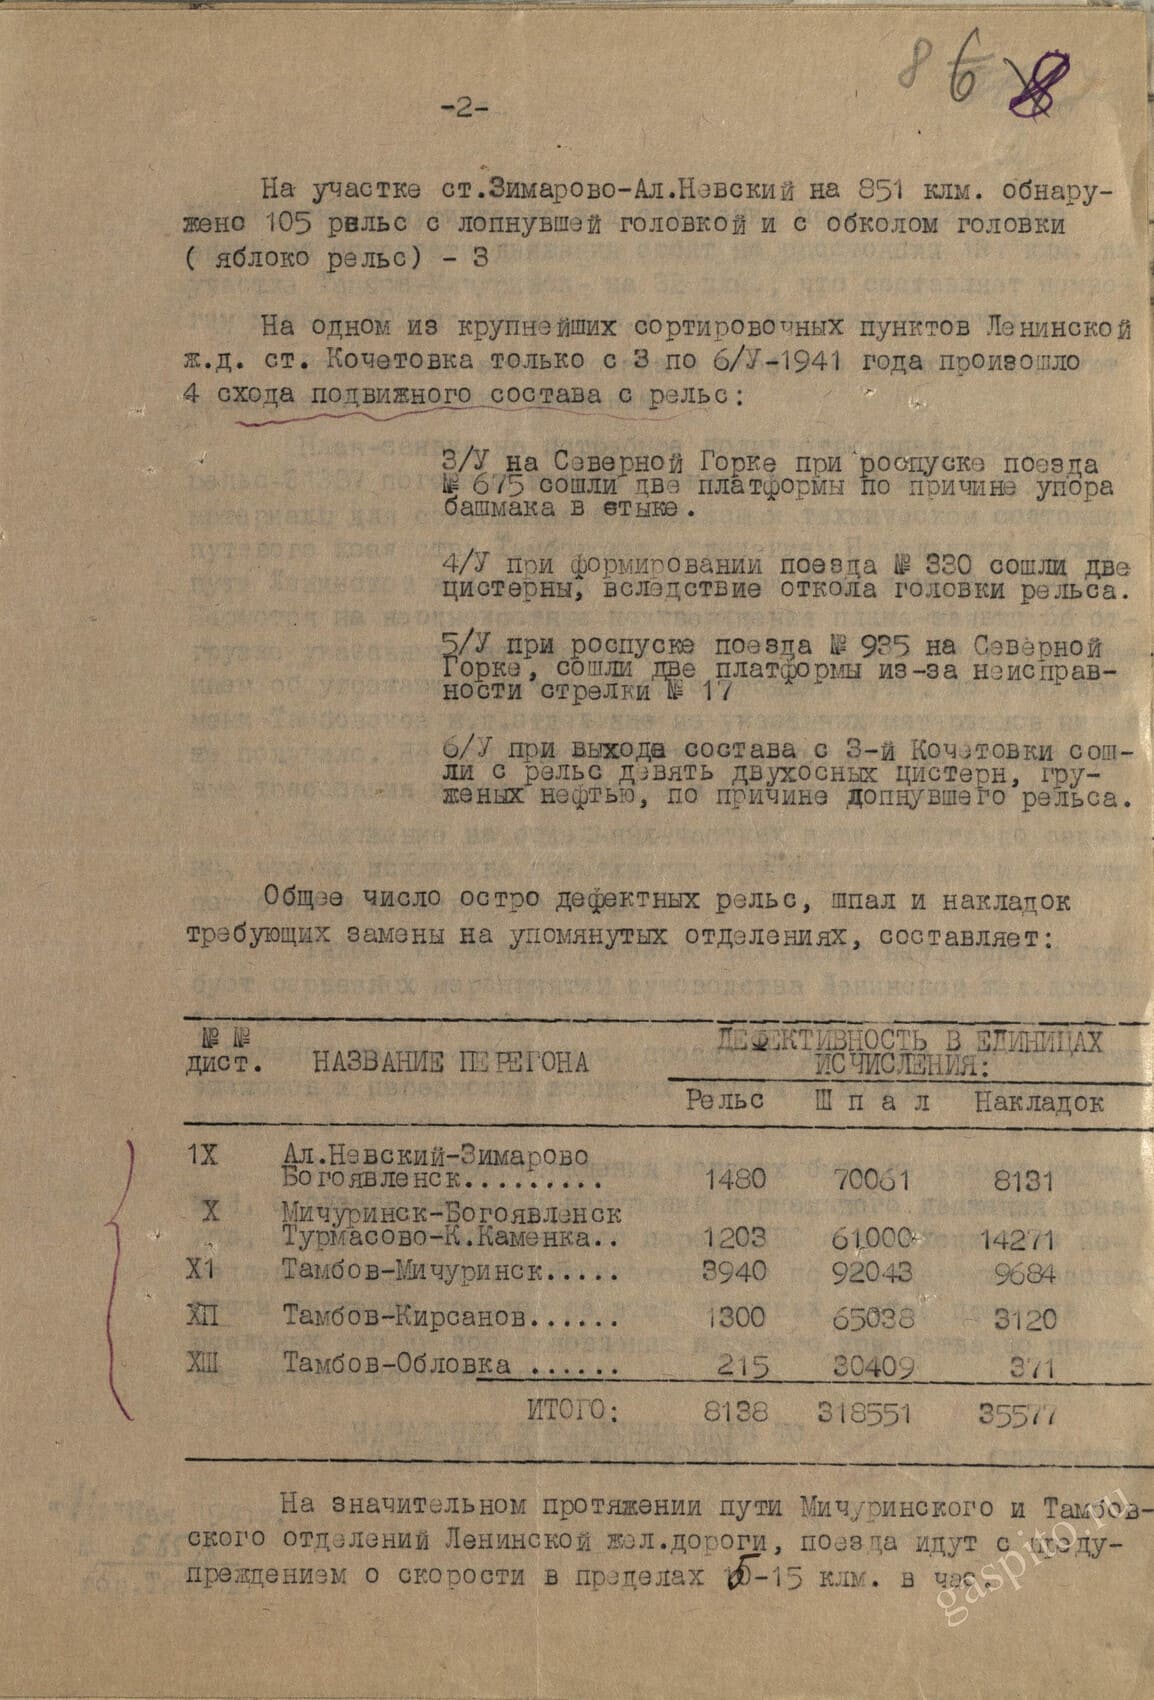 86
8
-2-
На участке ст.Зимарово-Ал.Невский на 851 клм. обнару-
жено 105 рельс с лопнувшей головкой и с обколом головки
( яблоко рельс) - 3
На одном из крупнейших сортировочных пунктов Ленинской
ж.д. ст. Кочетовка только с 3 по 6/У-1941 года произошло
4 схода подвижного состава с рельс:
3/У на Северной Горке при роспуске поезда
№ 675 сошли две платформы по причине упора
башмака в стыке.
4/У при формировании поезда № 330 сошли две
цистерны, вследствие откола головки рельса.
5/У при роспуске поезда № 935 на Северной
Горке, сошли две платформы из-за неисправ-
ности стрелки № 17
6/У при выходе состава с 3-й Кочетовки сош-
ли с рельс девять двухосных цистерн, гру-
женых нефтью, по причине допнувшего рельса.
Общее число остро дефектных рельс, шпал и накладок
требующих замены на упомянутых отделениях, составляет:
№ № ДЕФЕКТИВНОСТЬ В ЕДИНИЦАХ
дист. НАЗВАНИЕ ПЕРЕГОНА ИСЧИСЛЕНИЯ:
Рельс Ш п а л Накладок
1Х Ал.Невский-Зимарово
Богоявленск......... 1480 70061 8131
Х Мичуринск-Богоявленск
Турмасово-К.Каменка.. 1203 61000 14271
Х1 Тамбов-Мичуринск..... 3940 92043 9684
ХП Тамбов-Кирсанов...... 1300 65038 3120
ХШ Тамбов-Обловка ...... 215 30409 371
ИТОГО: 8138 318551 35577
На значительном протяжении пути Мичуринского и Тамбов-
ского отделений Ленинской жел.дороги, поезда идут с преду-
преждением о скорости в пределах 5-15 клм. в час.
gaspito.ru